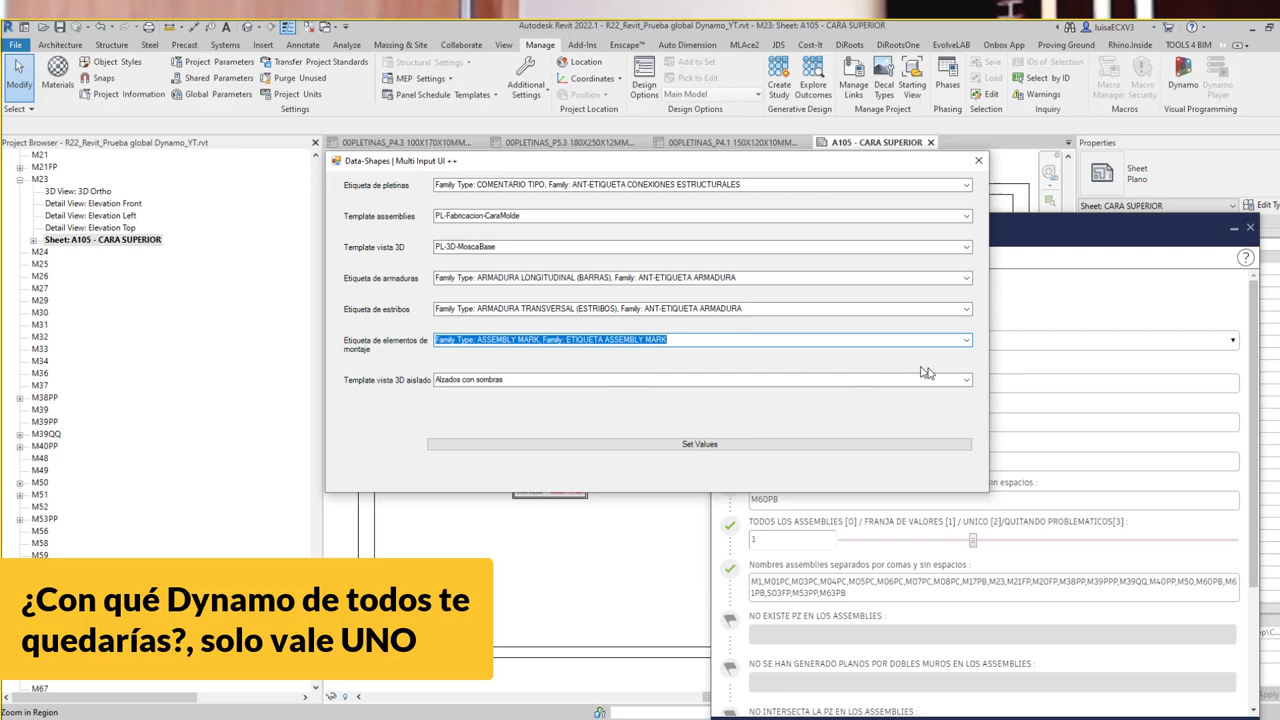 Autodesk Revit 2022.1 - R22_Revit_Prueba global Dynamo_YT.rvt - M23: Sheet: A105 - CARA SUPERIOR
luisaECXV3
File Architecture Structure Steel Precast Systems Insert Annotate Analyze Massing & Site Collaborate View Manage Add-Ins Enscape™ Auto Dimension MLAce2 JDS Cost-It DiRoots DiRootsOne EvolveLAB Onbox App Proving Ground Rhino.Inside TOOLS 4 BIM
Modify
Materials
Object Styles
Snaps
Project Information
Project Parameters
Shared Parameters
Global Parameters
Transfer Project Standards
Purge Unused
Project Units
Structural Settings
MEP Settings
Panel Schedule Templates
Additional Settings
Location
Coordinates
Position
Design Options
Add to Set
Pick to Edit
Main Model
Create Study
Explore Outcomes
Manage Links
Decal Types
Starting View
Phases
Save
Load
Edit
IDs of Selection
Select by ID
Warnings
Macro Manager
Macro Security
Dynamo
Dynamo Player
Select
Settings
Project Location
Design Options
Generative Design
Manage Project
Phasing
Selection
Inquiry
Macros
Visual Programming
Project Browser - R22_Revit_Prueba global Dynamo_YT.rvt
00PLETINAS_P4.3 100X170X10MM...
00PLETINAS_P5.3 180X250X12MM...
00PLETINAS_P4.1 150X120X10MM...
A105 - CARA SUPERIOR
Properties
M21
M21FP
M23
3D View: 3D Ortho
Detail View: Elevation Front
Detail View: Elevation Left
Detail View: Elevation Top
Sheet: A105 - CARA SUPERIOR
M24
M25
M26
M27
M29
M30
M31
M32
M33
M34
M36
M37
M38PP
M39
M39QQ
M40PP
M48
M49
M50
M51
M52
M53PP
M56
M58
M59
M67
Sheet
Plano
Sheet: CARA SUPERIOR
Edit Type
Data-Shapes | Multi Input UI ++
Etiqueta de pletinas
Family Type: COMENTARIO TIPO, Family: ANT-ETIQUETA CONEXIONES ESTRUCTURALES
Template assemblies
PL-Fabricacion-CaraMolde
Template vista 3D
PL-3D-MoscaBase
Etiqueta de armaduras
Family Type: ARMADURA LONGITUDINAL (BARRAS), Family: ANT-ETIQUETA ARMADURA
Etiqueta de estribos
Family Type: ARMADURA TRANSVERSAL (ESTRIBOS), Family: ANT-ETIQUETA ARMADURA
Etiqueta de elementos de
montaje
Family Type: ASSEMBLY MARK, Family: ETIQUETA ASSEMBLY MARK
Template vista 3D aislado
Alzados con sombras
Set Values
sin espacios :
M60PB
TODOS LOS ASSEMBLIES [0] / FRANJA DE VALORES [1] / UNICO [2]/QUITANDO PROBLEMATICOS[3] :
1
Nombres assemblies separados por comas y sin espacios :
M1,M01PC,M03PC,M04PC,M05PC,M06PC,M07PC,M08PC,M17PB,M23,M21FP,M20FP,M38PP,M39PPP,M39QQ,M40PP,M50,M60PB,M6
1PB,S03FP,M53PP,M63PB
NO EXISTE PZ EN LOS ASSEMBLIES :
NO SE HAN GENERADO PLANOS POR DOBLES MUROS EN LOS ASSEMBLIES :
NO INTERSECTA LA PZ EN LOS ASSEMBLIES :
Apply
¿Con qué Dynamo de todos te
quedarías?, solo vale UNO
Zoom in Region